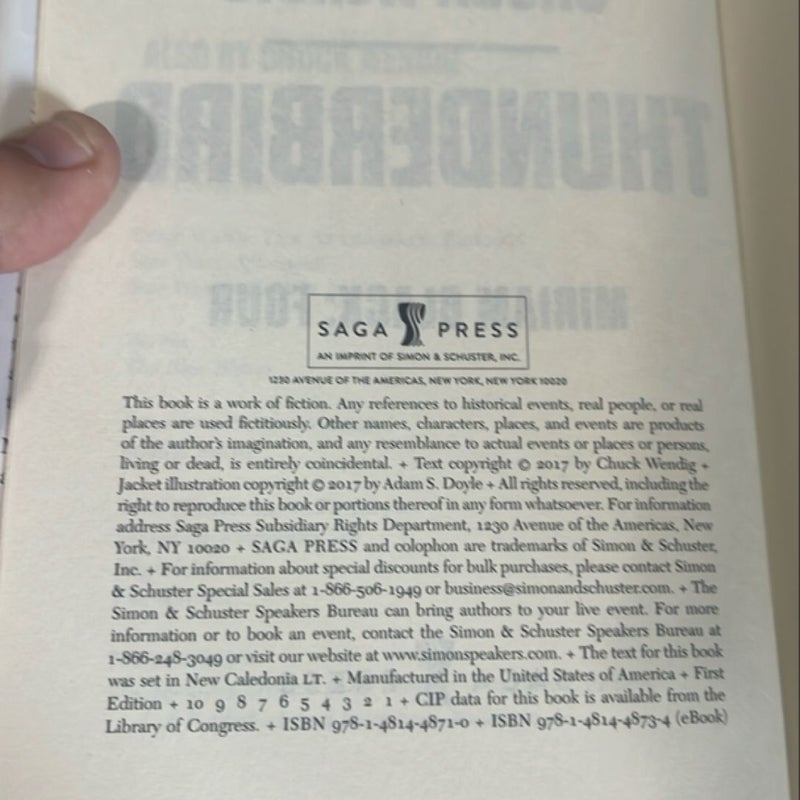 THUNDERBIRD
MIRIAM BLACK: FOUR
SAGA PRESS
AN IMPRINT OF SIMON & SCHUSTER, INC.
1230 AVENUE OF THE AMERICAS, NEW YORK, NEW YORK 10020
This book is a work of fiction. Any references to historical events, real people, or real
places are used fictitiously. Other names, characters, places, and events are products
of the author's imagination, and any resemblance to actual events or places or persons,
living or dead, is entirely coincidental. + Text copyright © 2017 by Chuck Wendig +
Jacket illustration copyright © 2017 by Adam S. Doyle + All rights reserved, including the
right to reproduce this book or portions thereof in any form whatsoever. For information
address Saga Press Subsidiary Rights Department, 1230 Avenue of the Americas, New
York, NY 10020 + SAGA PRESS and colophon are trademarks of Simon & Schuster,
Inc. + For information about special discounts for bulk purchases, please contact Simon
& Schuster Special Sales at 1-866-506-1949 or business@simonandschuster.com. + The
Simon & Schuster Speakers Bureau can bring authors to your live event. For more
information or to book an event, contact the Simon & Schuster Speakers Bureau at
1-866-248-3049 or visit our website at www.simonspeakers.com. + The text for this book
was set in New Caledonia LT. + Manufactured in the United States of America + First
Edition + 10 9 8 7 6 5 4 3 2 1 + CIP data for this book is available from the
Library of Congress. + ISBN 978-1-4814-4871-0 + ISBN 978-1-4814-4873-4 (eBook)